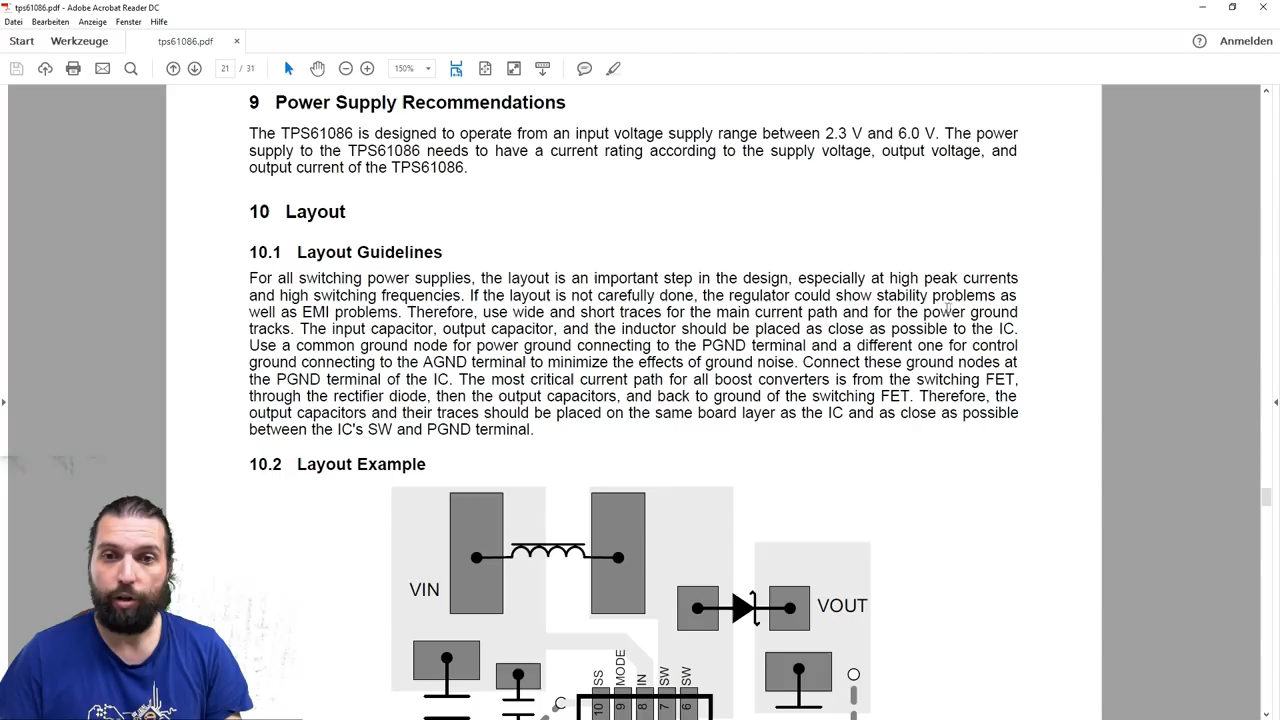 tps61086.pdf - Adobe Acrobat Reader DC
Datei Bearbeiten Anzeige Fenster Hilfe
Start Werkzeuge tps61086.pdf × Anmelden
21 / 31 150%
9 Power Supply Recommendations
The TPS61086 is designed to operate from an input voltage supply range between 2.3 V and 6.0 V. The power
supply to the TPS61086 needs to have a current rating according to the supply voltage, output voltage, and
output current of the TPS61086.
10 Layout
10.1 Layout Guidelines
For all switching power supplies, the layout is an important step in the design, especially at high peak currents
and high switching frequencies. If the layout is not carefully done, the regulator could show stability problems as
well as EMI problems. Therefore, use wide and short traces for the main current path and for the power ground
tracks. The input capacitor, output capacitor, and the inductor should be placed as close as possible to the IC.
Use a common ground node for power ground connecting to the PGND terminal and a different one for control
ground connecting to the AGND terminal to minimize the effects of ground noise. Connect these ground nodes at
the PGND terminal of the IC. The most critical current path for all boost converters is from the switching FET,
through the rectifier diode, then the output capacitors, and back to ground of the switching FET. Therefore, the
output capacitors and their traces should be placed on the same board layer as the IC and as close as possible
between the IC's SW and PGND terminal.
10.2 Layout Example
VIN
VOUT
SS MODE IN SW SW
10 9 8 7 6